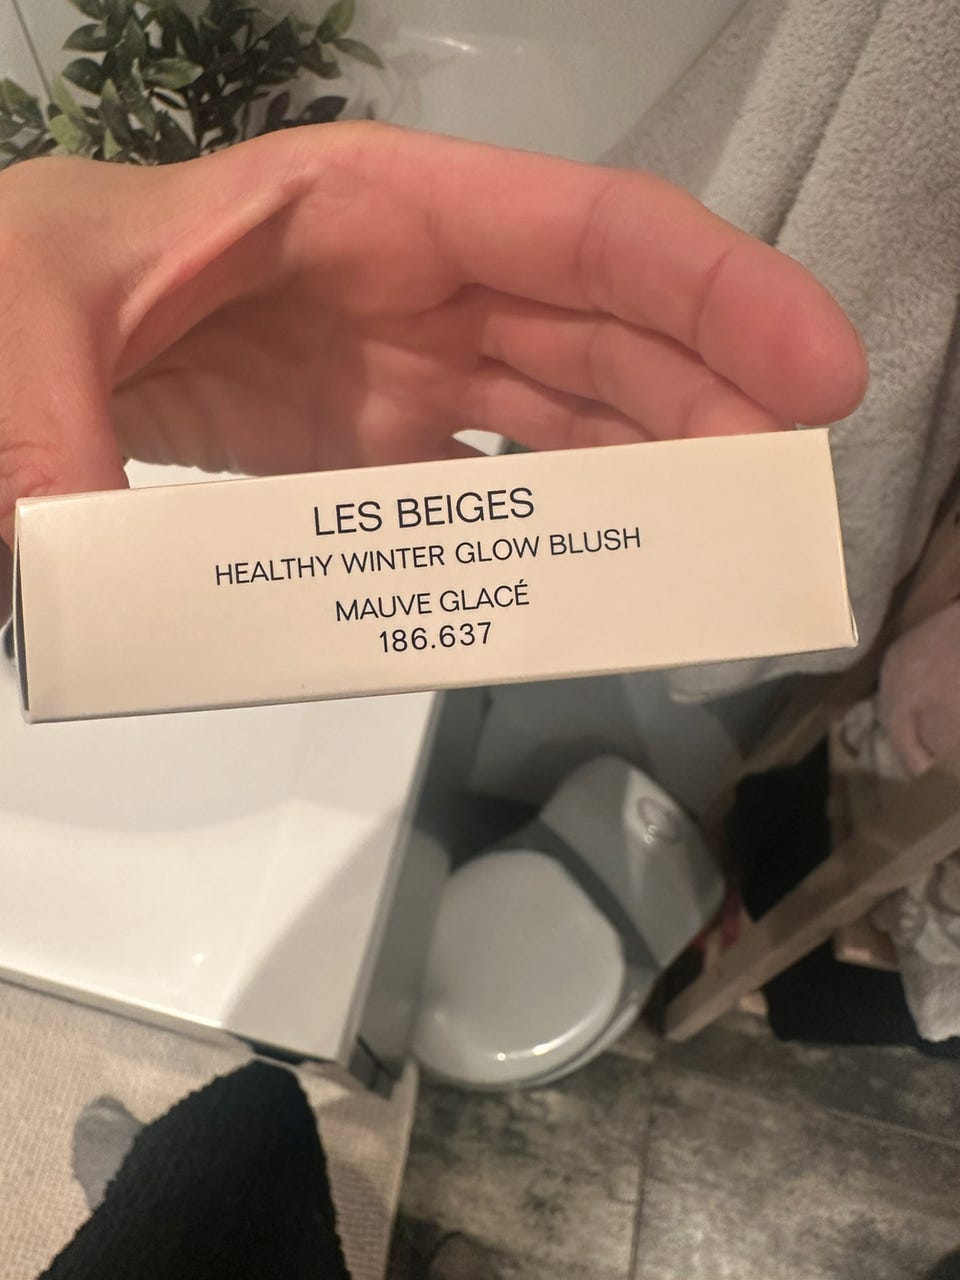 LES BEIGES
HEALTHY WINTER GLOW BLUSH
MAUVE GLACÉ
186.637